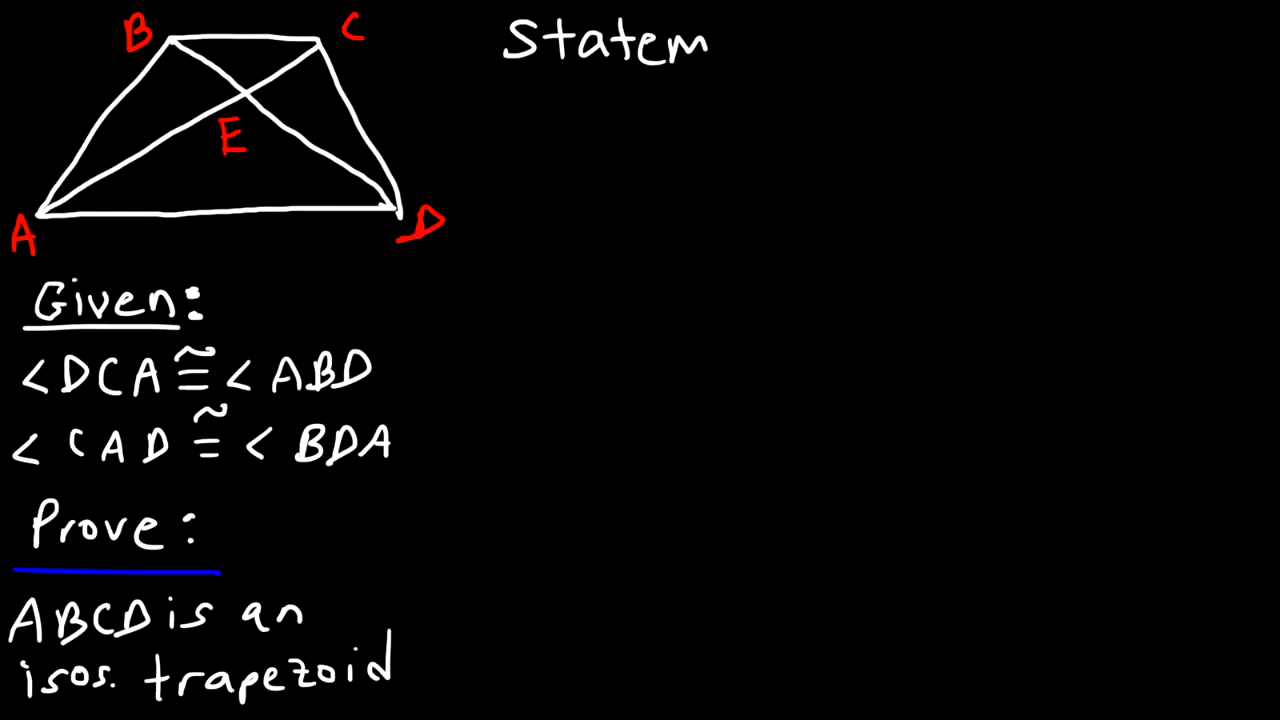 B C Statem
E
A D
Given:
<DCA ≅ < ABD
< CAD ≅ < BDA
Prove:
ABCD is an
isos. trapezoid